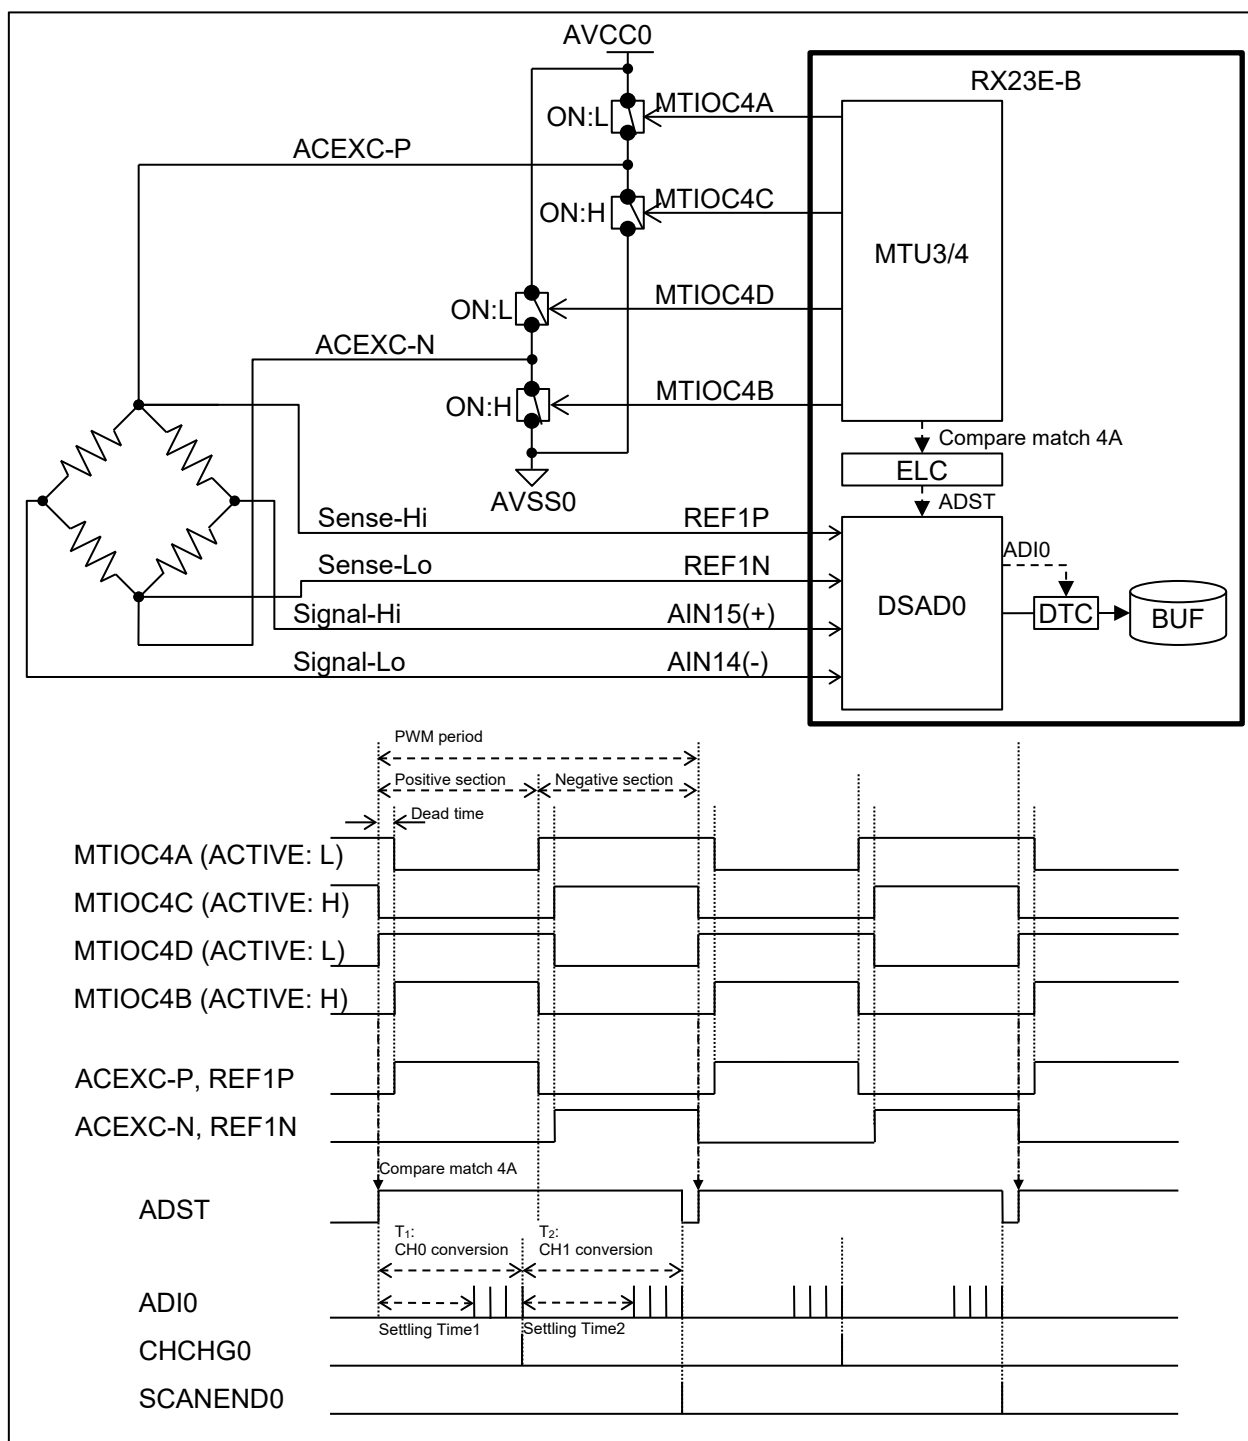 AVCC0
RX23E-B
MTIOC4A
ON:L
ACEXC-P
MTIOC4C
ON:H
MTU3/4
MTIOC4D
ON:L
ACEXC-N
MTIOC4B
ON:H
Compare match 4A
ELC
AVSS0
ADST
Sense-Hi REF1P
ADI0
Sense-Lo REF1N
DSAD0
DTC
BUF
Signal-Hi AIN15(+)
Signal-Lo AIN14(-)
PWM period
Positive section Negative section
Dead time
MTIOC4A (ACTIVE: L)
MTIOC4C (ACTIVE: H)
MTIOC4D (ACTIVE: L)
MTIOC4B (ACTIVE: H)
ACEXC-P, REF1P
ACEXC-N, REF1N
Compare match 4A
ADST
T₁:
CH0 conversion
T₂:
CH1 conversion
ADI0
Settling Time1 Settling Time2
CHCHG0
SCANEND0